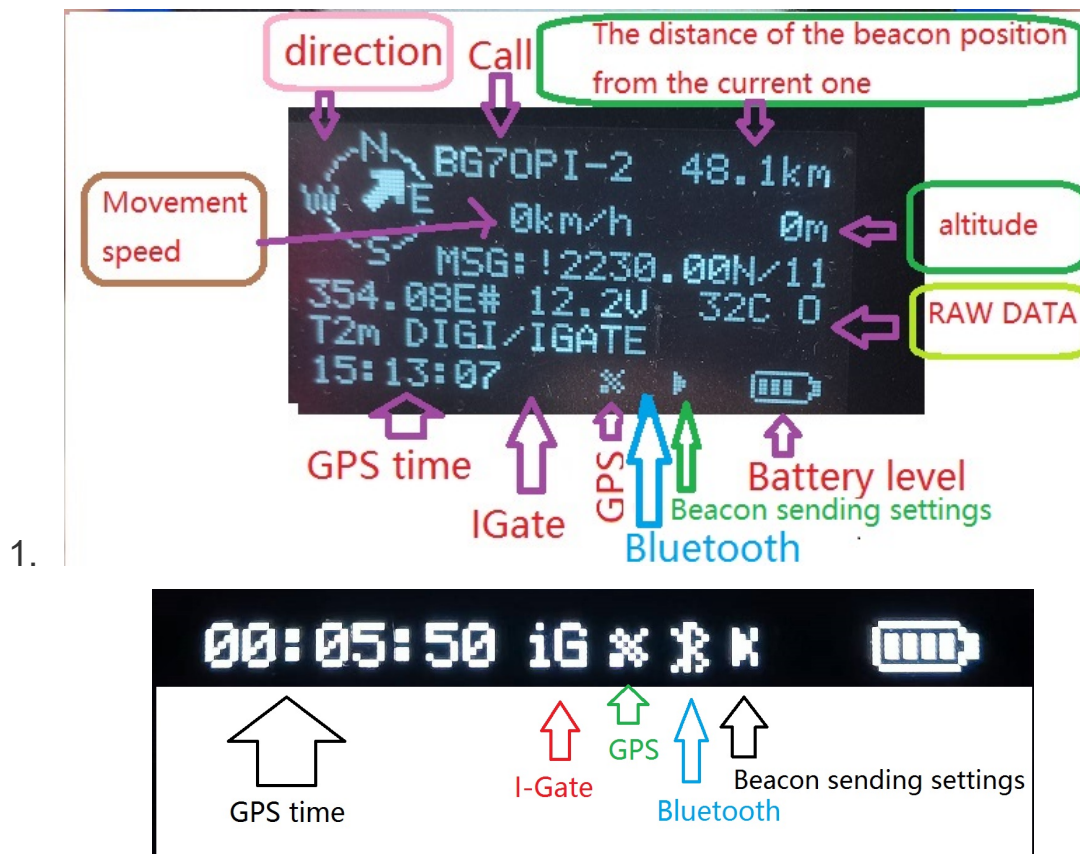 direction
Call
The distance of the beacon position
from the current one
N
BG7OPI-2 48.1km
W E
Movement
speed
0km/h 0m
altitude
S
MSG:!2230.00N/11
354.08E# 12.2V 32C O
RAW DATA
T2m DIGI/IGATE
15:13:07
GPS time
IGate
GPS
Bluetooth
Beacon sending settings
Battery level
1.
00:05:50 iG
GPS time
I-Gate
GPS
Bluetooth
Beacon sending settings